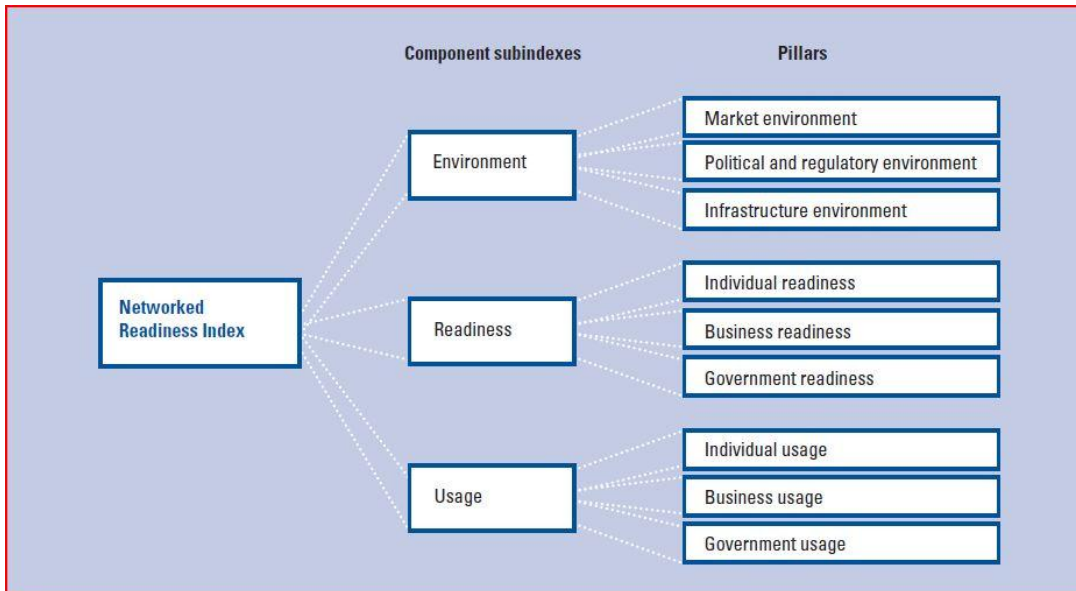 Component subindexes
Pillars
Networked
Readiness Index
Environment
Market environment
Political and regulatory environment
Infrastructure environment
Readiness
Individual readiness
Business readiness
Government readiness
Usage
Individual usage
Business usage
Government usage